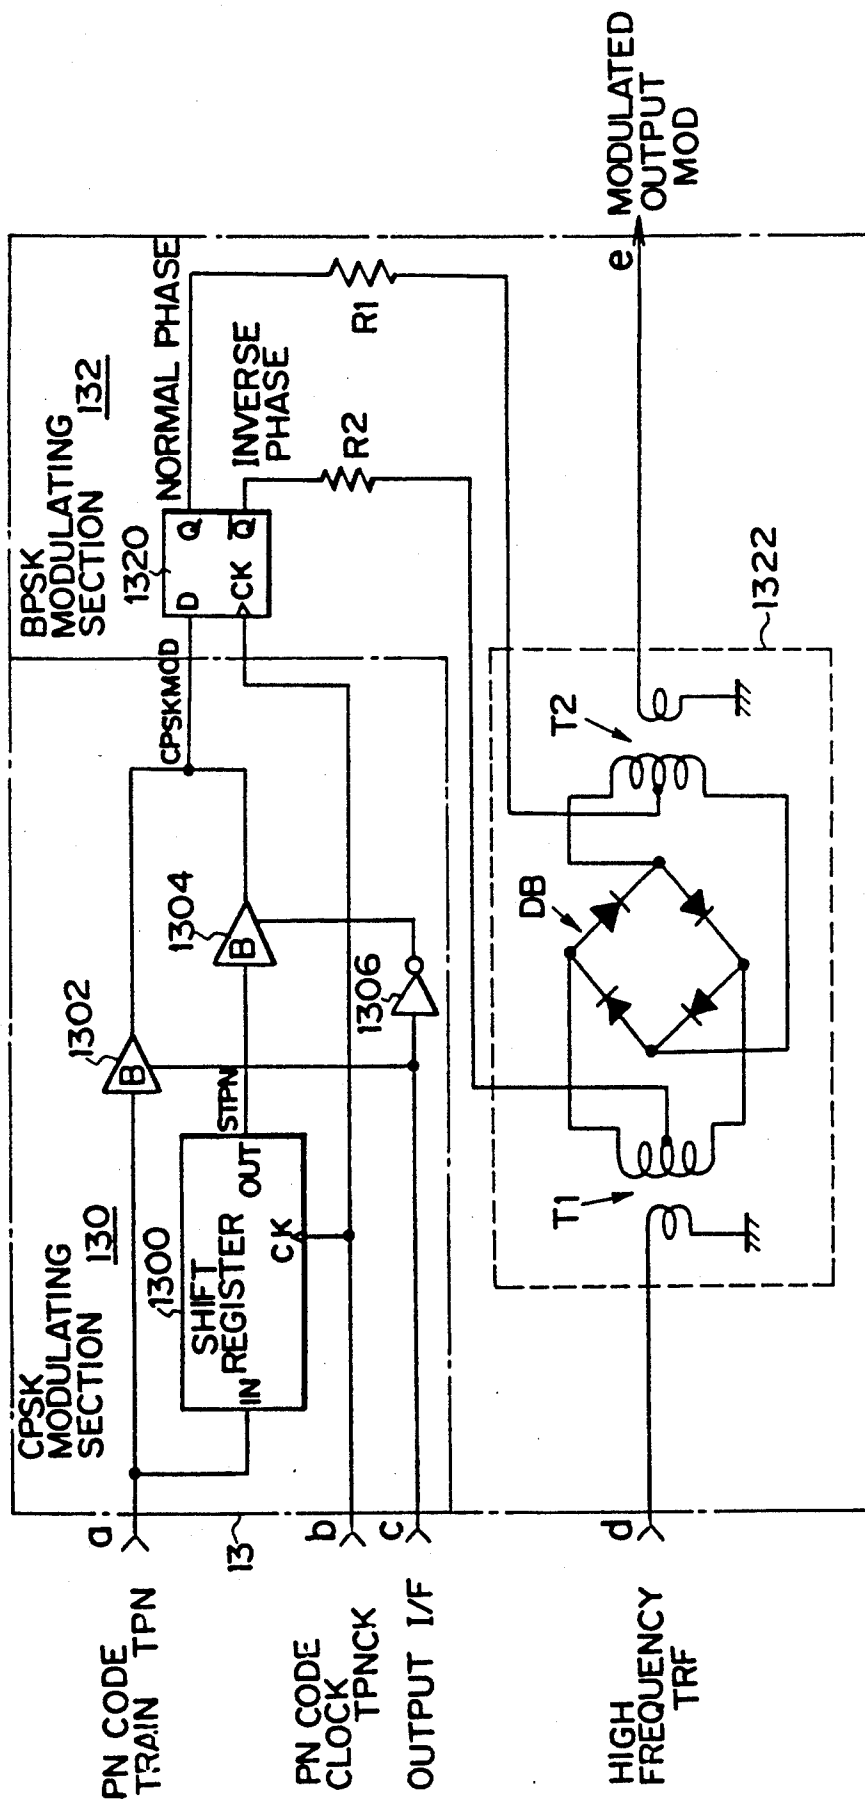 CPSK
MODULATING
SECTION 130
BPSK
MODULATING
SECTION 132
PN CODE
TRAIN TPN
a
13
1302
B
CPSKMOD
1320
D
Q
CK
Q̅
NORMAL PHASE
INVERSE
PHASE
R1
R2
1300
SHIFT
REGISTER
IN
OUT
CK
STPN
1304
B
1306
PN CODE
CLOCK
TPNCK
b
OUTPUT I/F
c
HIGH
FREQUENCY
TRF
d
T1
DB
T2
1322
e
MODULATED
OUTPUT
MOD